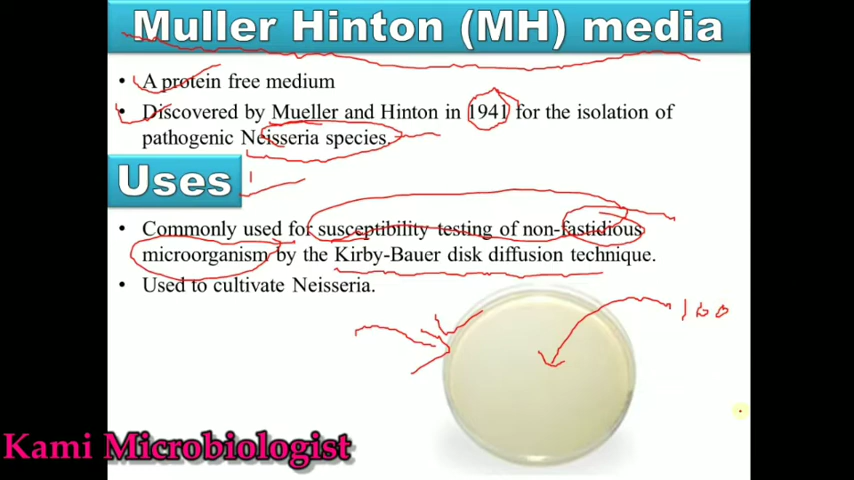 Muller Hinton (MH) media
• A protein free medium
• Discovered by Mueller and Hinton in 1941 for the isolation of
pathogenic Neisseria species.
Uses
• Commonly used for susceptibility testing of non-fastidious
microorganism by the Kirby-Bauer disk diffusion technique.
• Used to cultivate Neisseria.
100
Kami Microbiologist